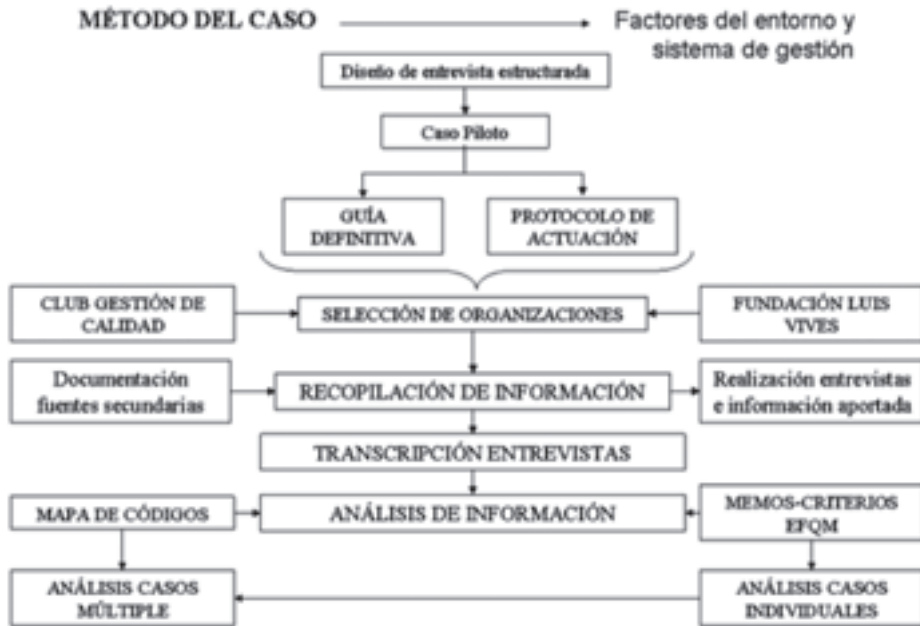 MÉTODO DEL CASO
Factores del entorno y
sistema de gestión
Diseño de entrevista estructurada
Caso Piloto
GUÍA
DEFINITIVA
PROTOCOLO DE
ACTUACIÓN
CLUB GESTIÓN DE
CALIDAD
SELECCIÓN DE ORGANIZACIONES
FUNDACIÓN LUIS
VIVES
Documentación
fuentes secundarias
RECOPILACIÓN DE INFORMACIÓN
Realización entrevistas
e información aportada
TRANSCRIPCIÓN ENTREVISTAS
MAPA DE CÓDIGOS
ANÁLISIS DE INFORMACIÓN
MEMOS-CRITERIOS
EFQM
ANÁLISIS CASOS
MÚLTIPLE
ANÁLISIS CASOS
INDIVIDUALES